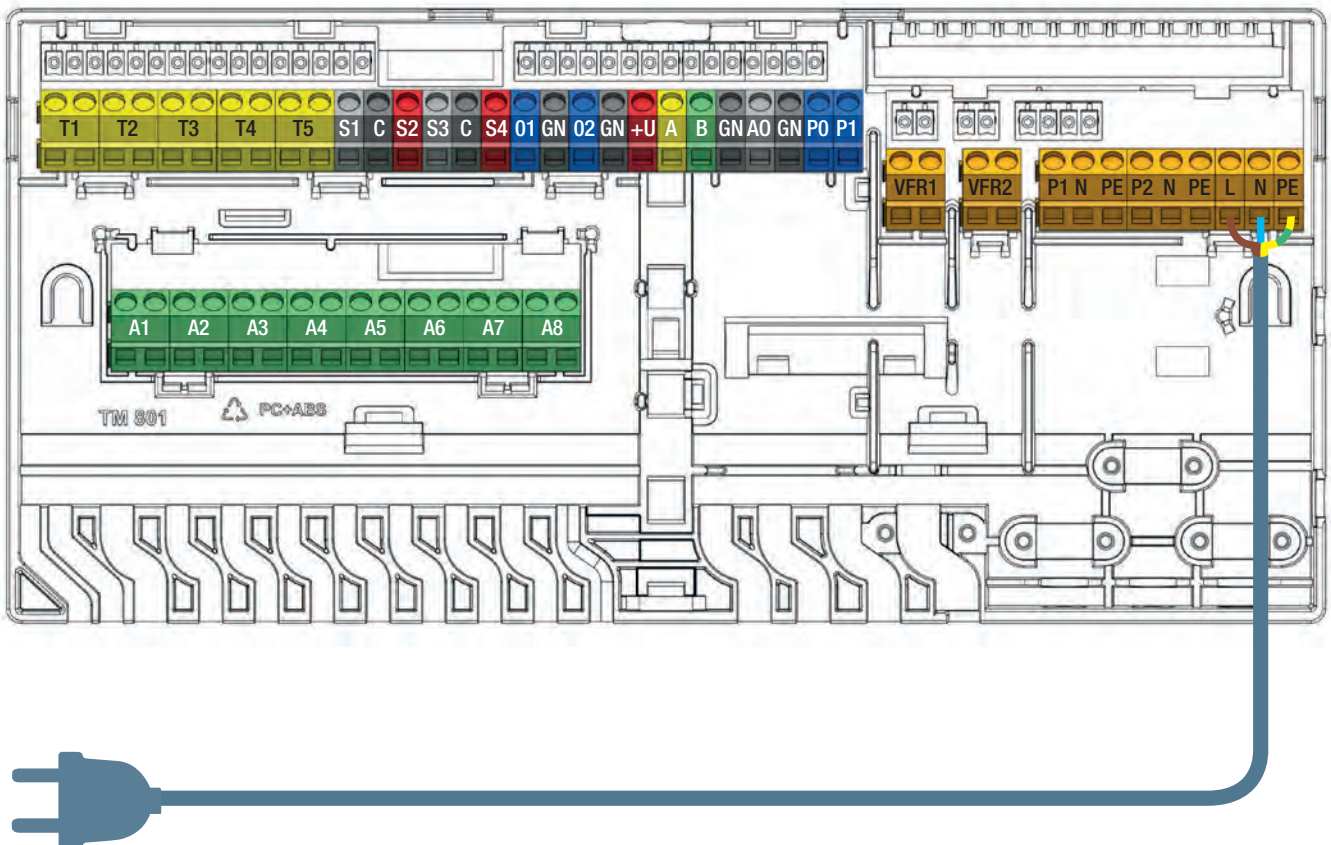 T1 T2 T3 T4 T5 S1 C S2 S3 C S4 01 GN 02 GN +U A B GN AO GN P0 P1
VFR1 VFR2 P1 N PE P2 N PE L N PE
A1 A2 A3 A4 A5 A6 A7 A8
TM 801 PC+ABS